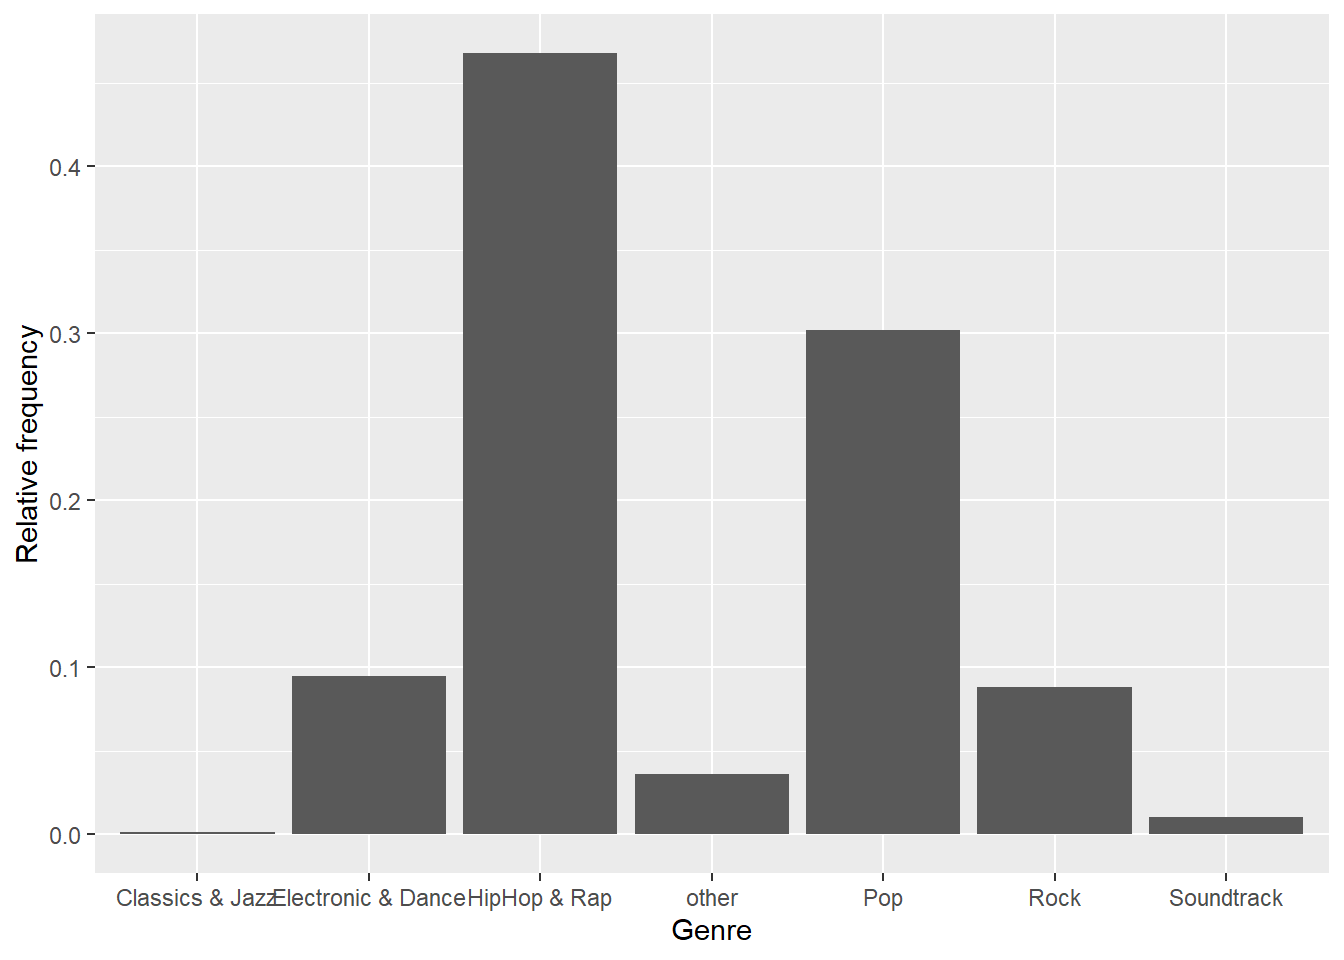 Relative frequency
0.4
0.3
0.2
0.1
0.0
Classics & Jazz Electronic & Dance HipHop & Rap other Pop Rock Soundtrack
Genre